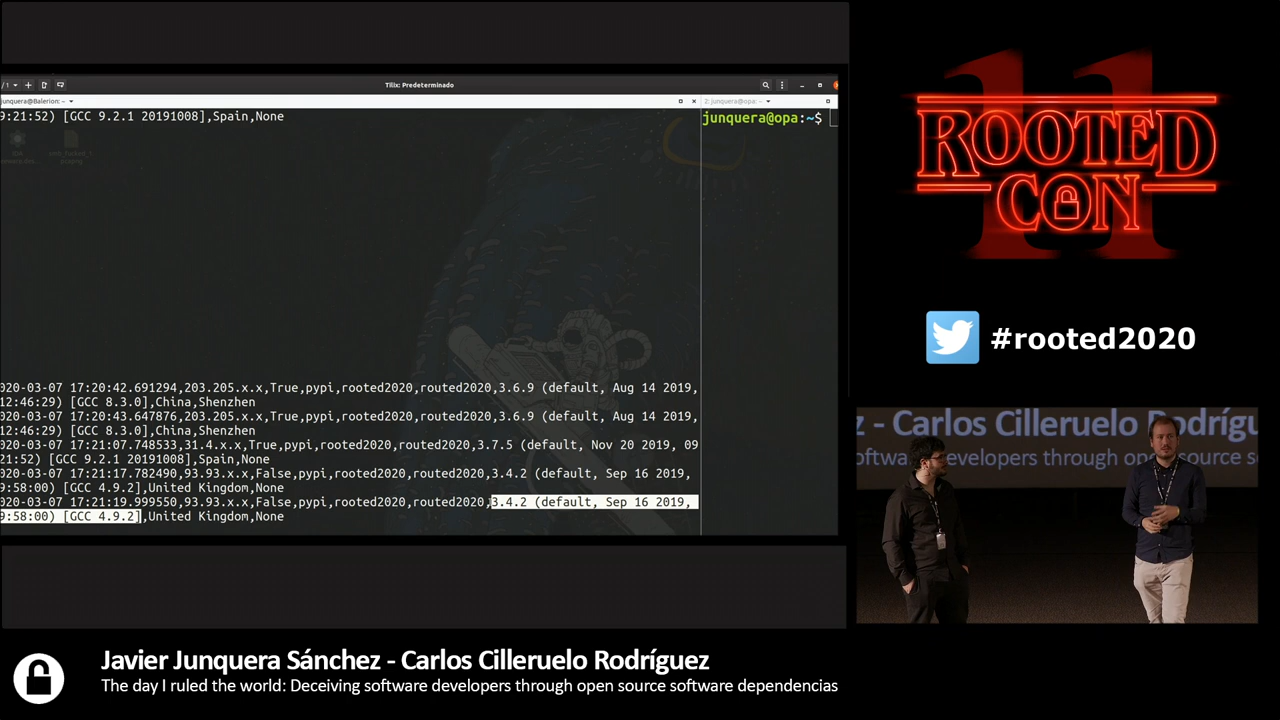 / 1
Tilix: Predeterminado
junquera@Balerion: ~
2: junquera@opa: ~
9:21:52) [GCC 9.2.1 20191008],Spain,None
junquera@opa:~$
020-03-07 17:20:42.691294,203.205.x.x,True,pypi,rooted2020,routed2020,3.6.9 (default, Aug 14 2019,
12:46:29) [GCC 8.3.0],China,Shenzhen
020-03-07 17:20:43.647876,203.205.x.x,True,pypi,rooted2020,routed2020,3.6.9 (default, Aug 14 2019,
12:46:29) [GCC 8.3.0],China,Shenzhen
020-03-07 17:21:07.748533,31.4.x.x,True,pypi,rooted2020,routed2020,3.7.5 (default, Nov 20 2019, 09
21:52) [GCC 9.2.1 20191008],Spain,None
020-03-07 17:21:17.782490,93.93.x.x,False,pypi,rooted2020,routed2020,3.4.2 (default, Sep 16 2019,
9:58:00) [GCC 4.9.2],United Kingdom,None
020-03-07 17:21:19.999550,93.93.x.x,False,pypi,rooted2020,routed2020,3.4.2 (default, Sep 16 2019,
9:58:00) [GCC 4.9.2],United Kingdom,None
11
ROOTED
CON
#rooted2020
z - Carlos Cilleruelo Rodrígu
oftwa developers through open source s
Javier Junquera Sánchez - Carlos Cilleruelo Rodríguez
The day I ruled the world: Deceiving software developers through open source software dependencias